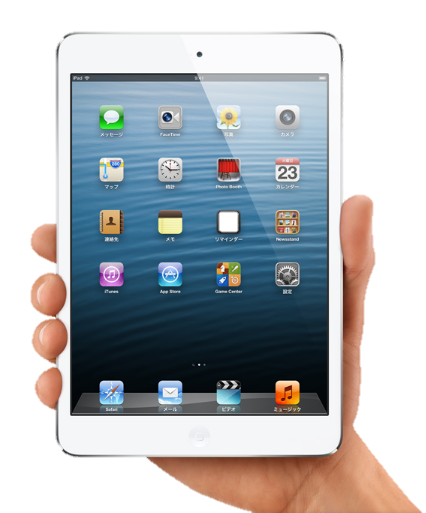 iPad
9:41
メッセージ
FaceTime
写真
カメラ
マップ
時計
Photo Booth
23
カレンダー
連絡先
メモ
リマインダー
Newsstand
iTunes
App Store
Game Center
設定
Safari
メール
ビデオ
ミュージック